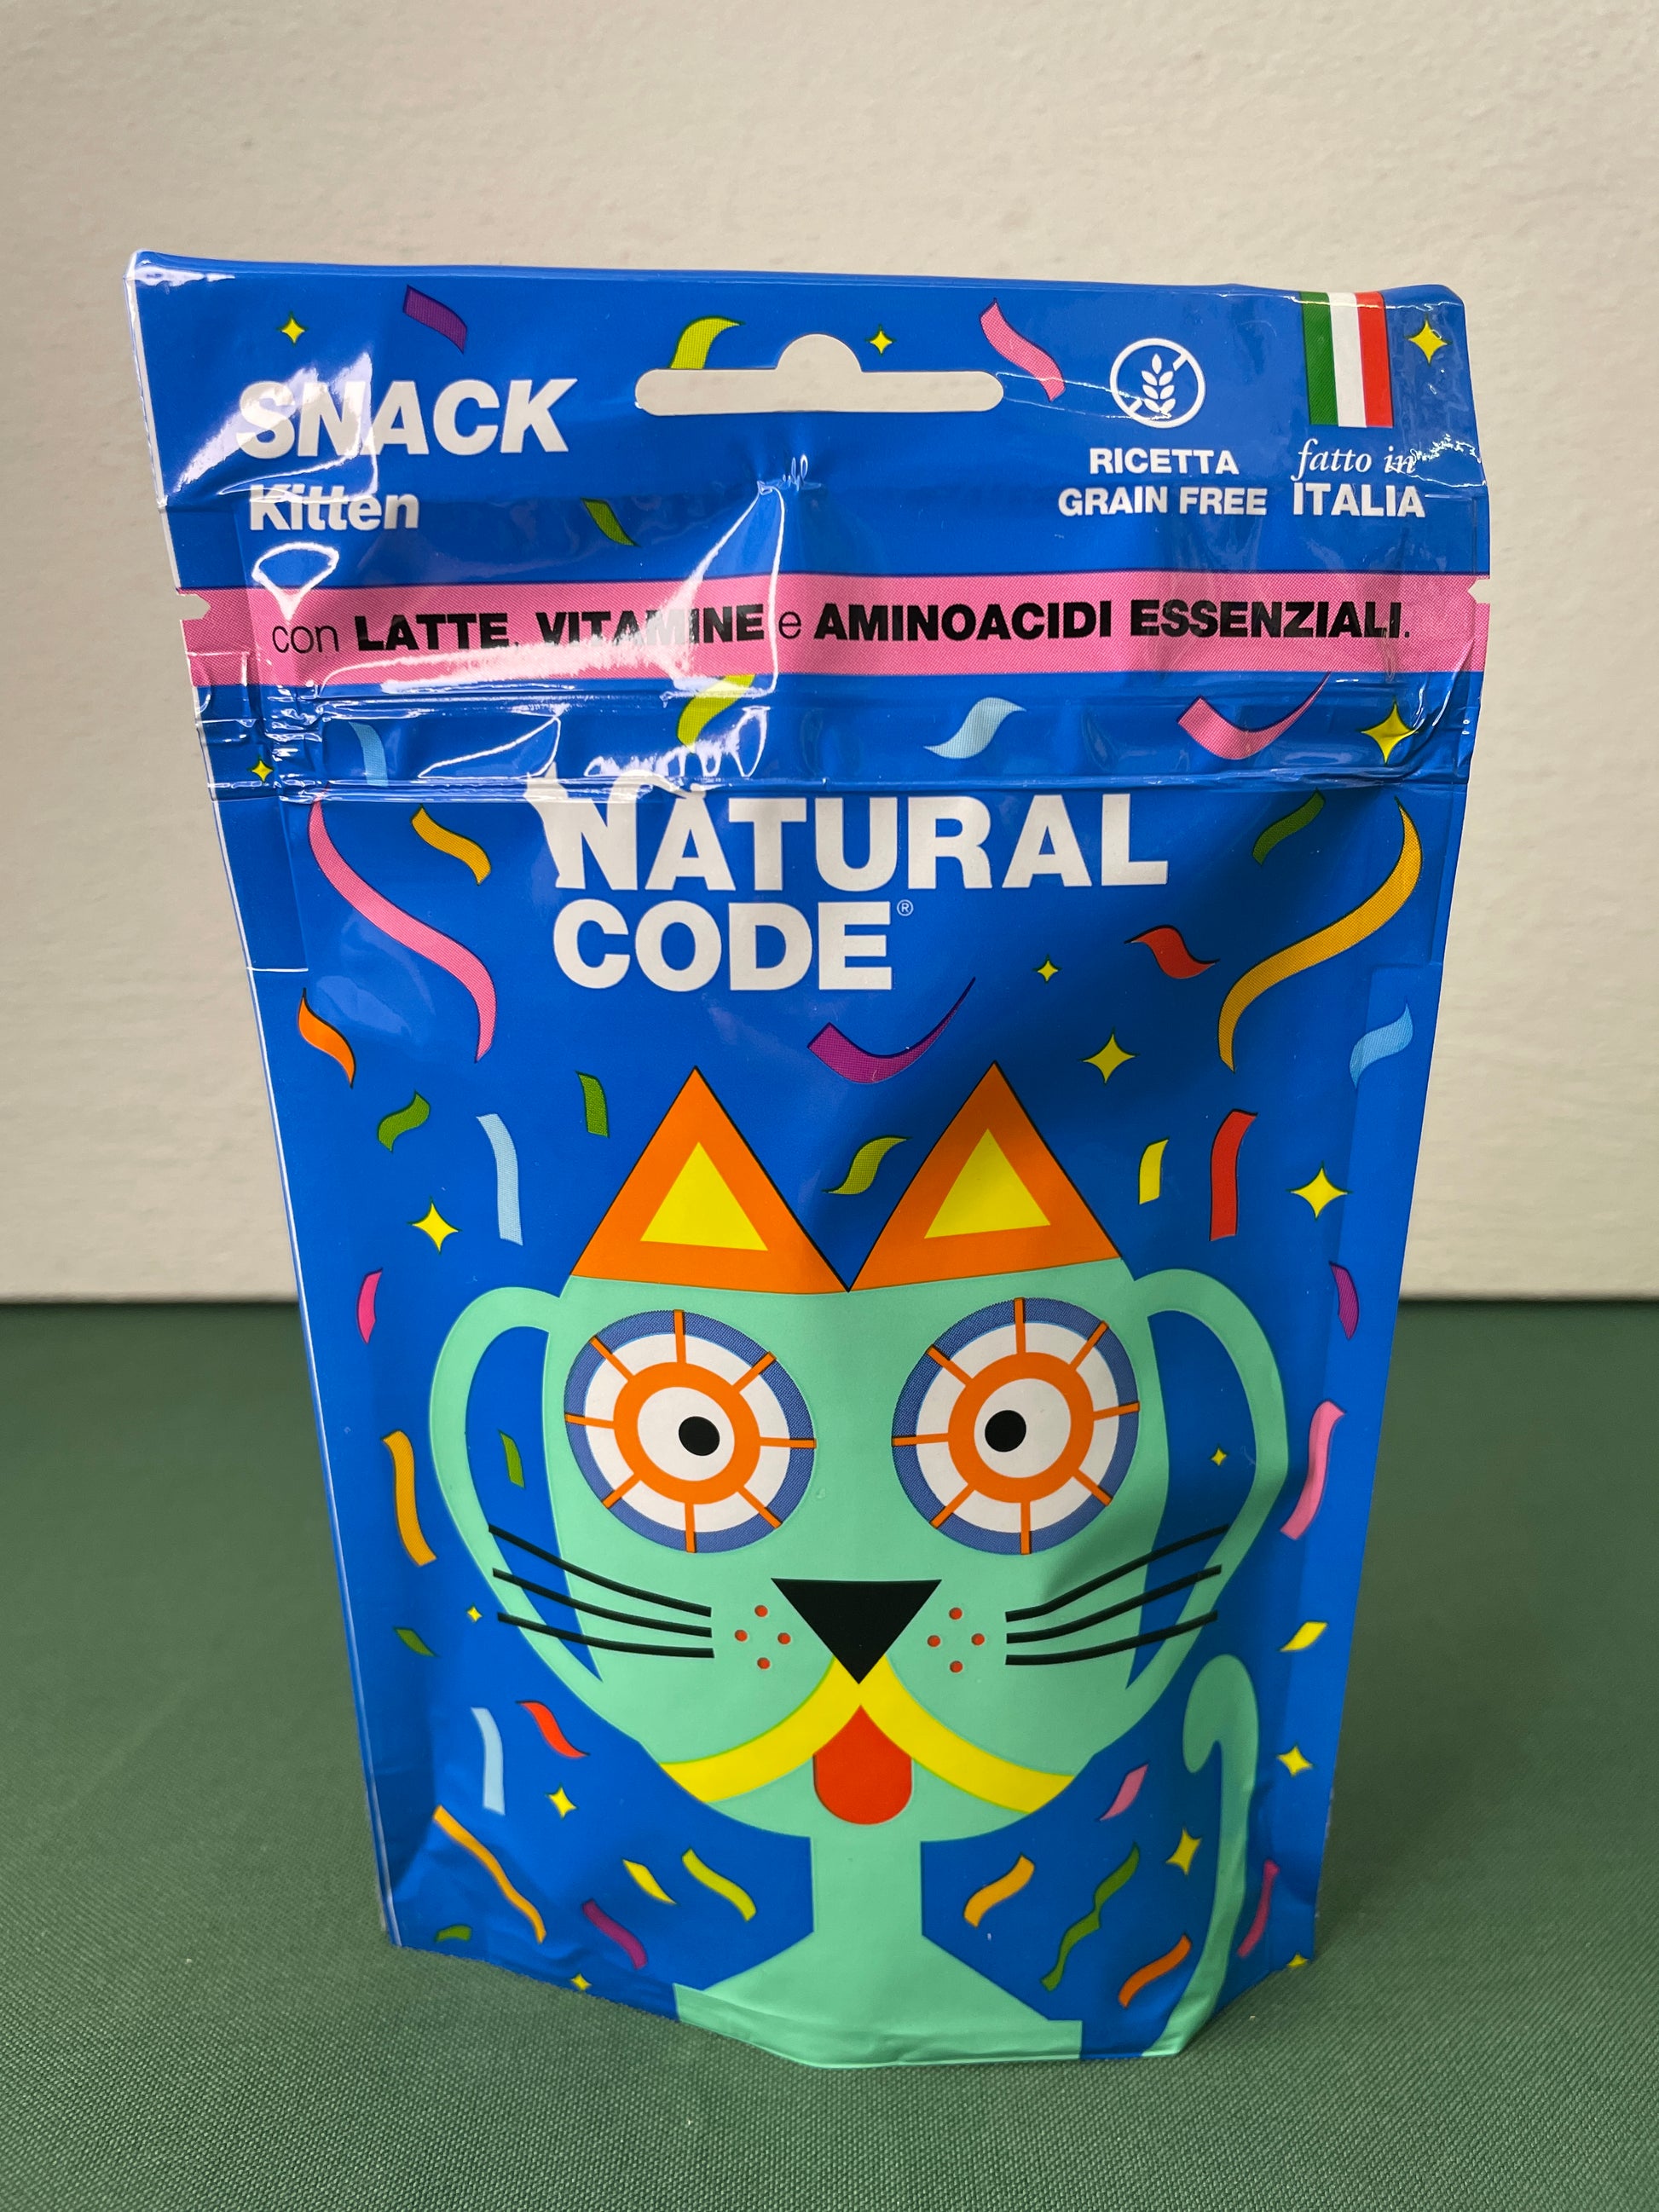 SNACK
Kitten
RICETTA
GRAIN FREE
fatto in
ITALIA
con LATTE, VITAMINE e AMINOACIDI ESSENZIALI.
NATURAL
CODE®